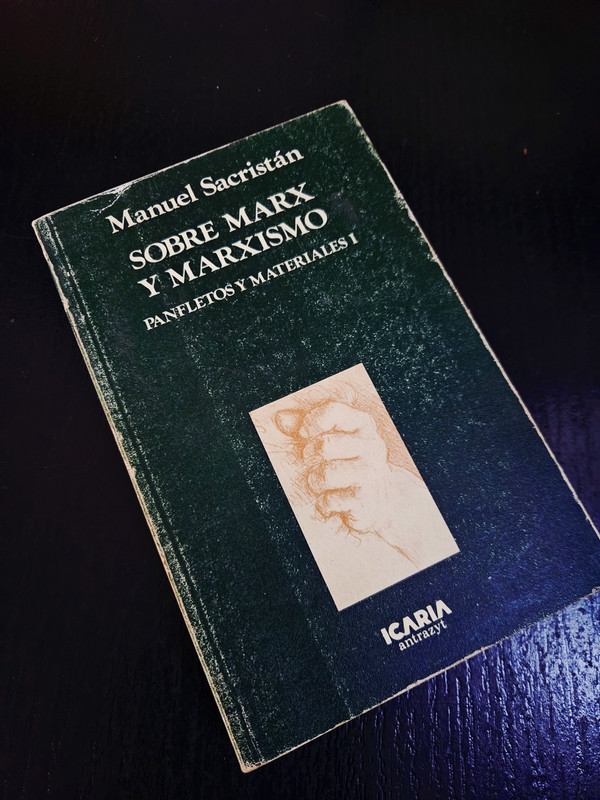 Manuel Sacristán
SOBRE MARX
Y MARXISMO
PANFLETOS Y MATERIALES I
ICARIA
antrazyt